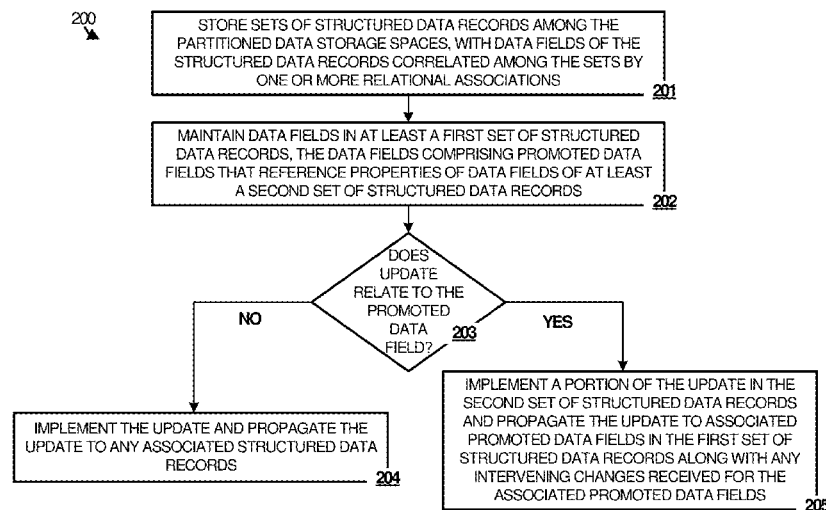 200
STORE SETS OF STRUCTURED DATA RECORDS AMONG THE
PARTITIONED DATA STORAGE SPACES, WITH DATA FIELDS OF THE
STRUCTURED DATA RECORDS CORRELATED AMONG THE SETS BY
ONE OR MORE RELATIONAL ASSOCIATIONS
201
MAINTAIN DATA FIELDS IN AT LEAST A FIRST SET OF STRUCTURED
DATA RECORDS, THE DATA FIELDS COMPRISING PROMOTED DATA
FIELDS THAT REFERENCE PROPERTIES OF DATA FIELDS OF AT LEAST
A SECOND SET OF STRUCTURED DATA RECORDS
202
DOES
UPDATE
RELATE TO THE
PROMOTED
DATA
FIELD?
203
NO
YES
IMPLEMENT THE UPDATE AND PROPAGATE THE
UPDATE TO ANY ASSOCIATED STRUCTURED DATA
RECORDS
204
IMPLEMENT A PORTION OF THE UPDATE IN THE
SECOND SET OF STRUCTURED DATA RECORDS
AND PROPAGATE THE UPDATE TO ASSOCIATED
PROMOTED DATA FIELDS IN THE FIRST SET OF
STRUCTURED DATA RECORDS ALONG WITH ANY
INTERVENING CHANGES RECEIVED FOR THE
ASSOCIATED PROMOTED DATA FIELDS
205